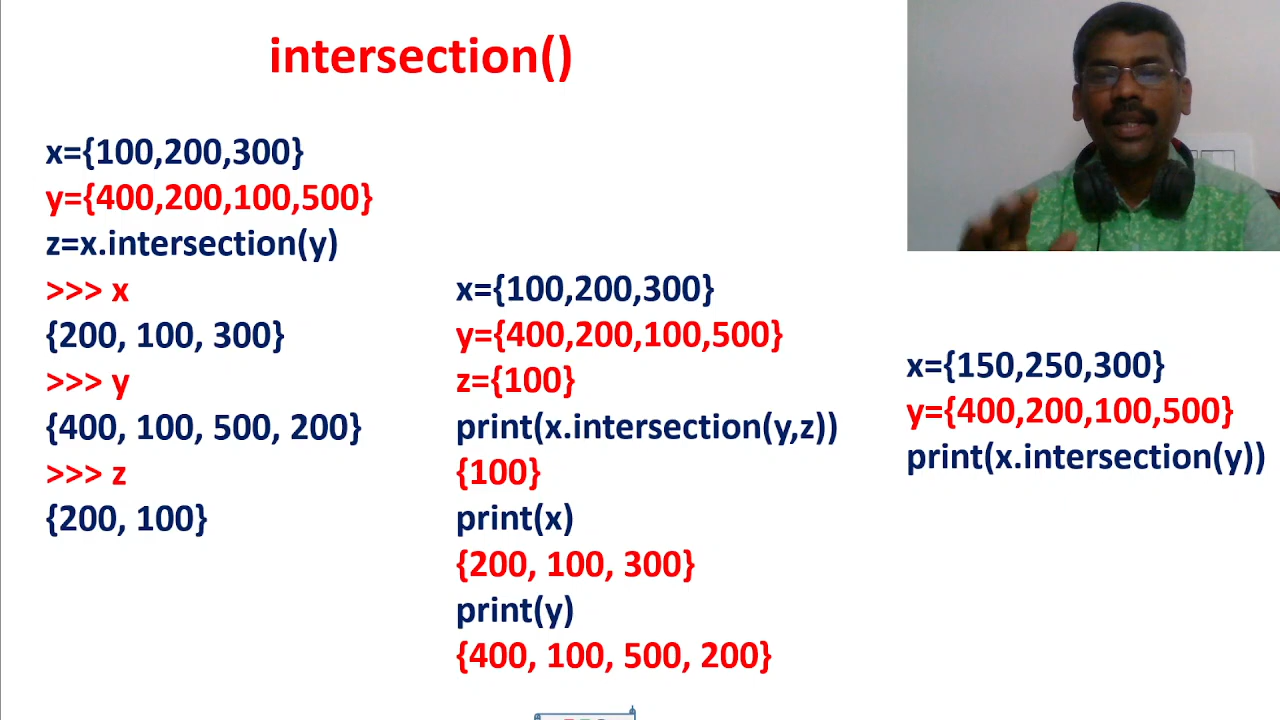 intersection()
x={100,200,300}
y={400,200,100,500}
z=x.intersection(y)
>>> x
{200, 100, 300}
>>> y
{400, 100, 500, 200}
>>> z
{200, 100}
x={100,200,300}
y={400,200,100,500}
z={100}
print(x.intersection(y,z))
{100}
print(x)
{200, 100, 300}
print(y)
{400, 100, 500, 200}
x={150,250,300}
y={400,200,100,500}
print(x.intersection(y))